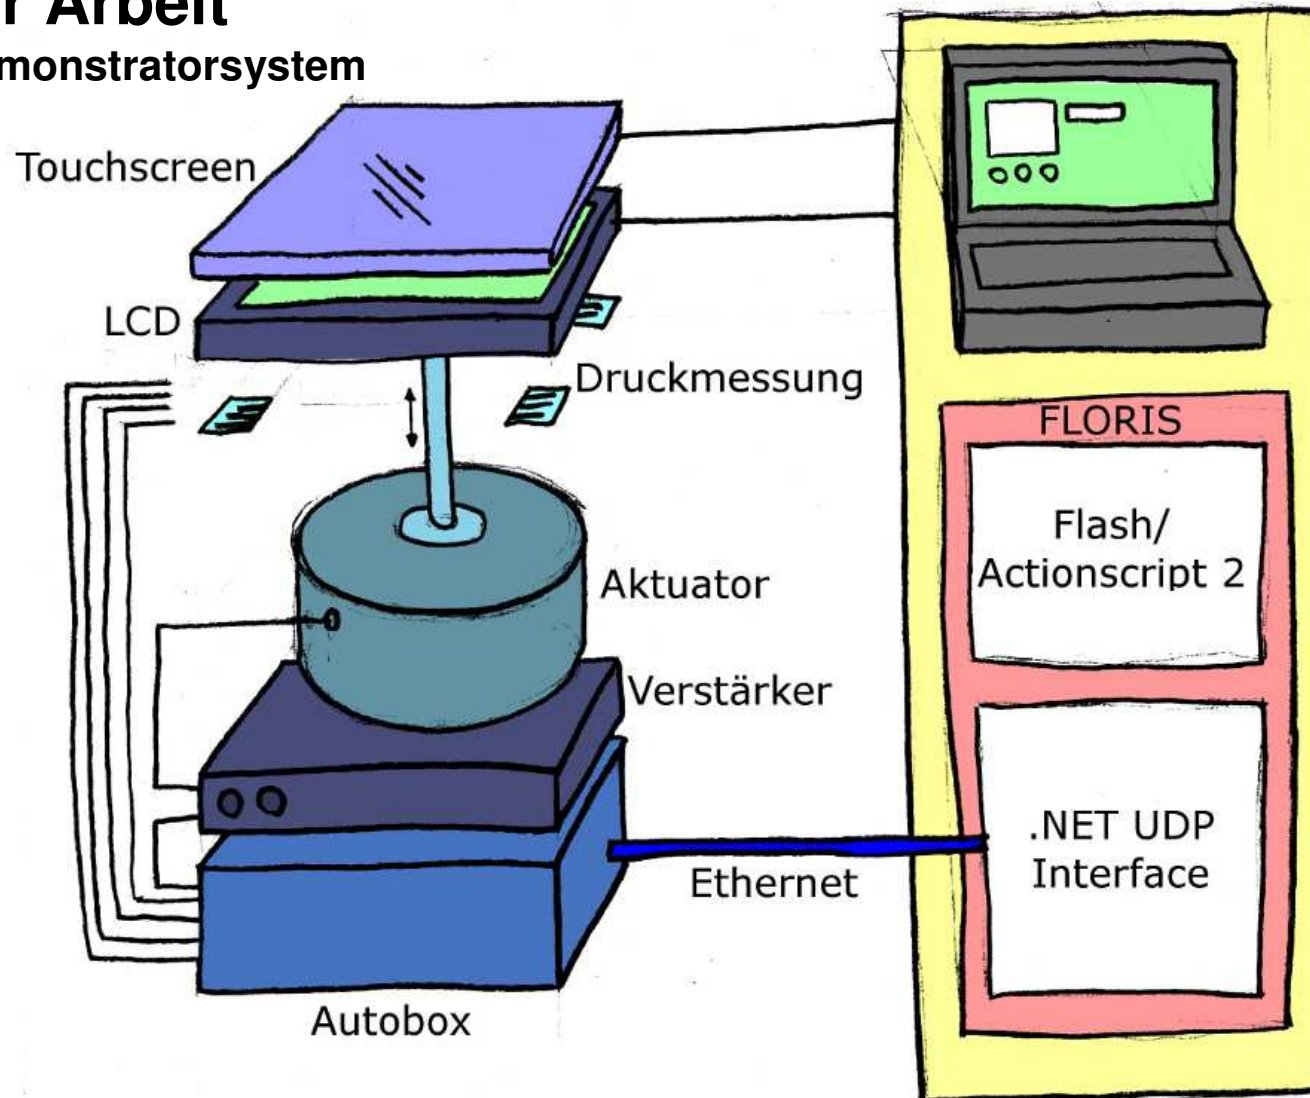 r Arbeit
monstratorsystem
Touchscreen
LCD
Druckmessung
Aktuator
Verstärker
Ethernet
Autobox
FLORIS
Flash/
Actionscript 2
.NET UDP
Interface